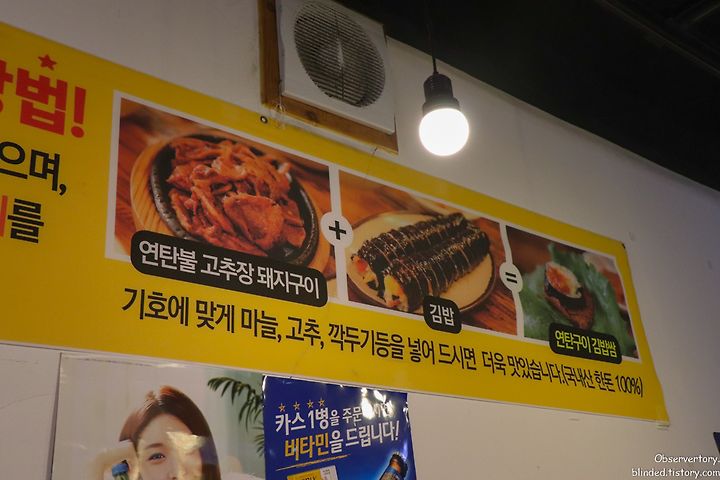 방법!
으며,
를
연탄불 고추장 돼지구이
+
김밥
=
연탄구이 김밥쌈
기호에 맞게 마늘, 고추, 깍두기등을 넣어 드시면 더욱 맛있습니다.(국내산 한돈 100%)
카스 1병을 주문
버타민을 드립니다!
Observertory.
blinded.tistory.com